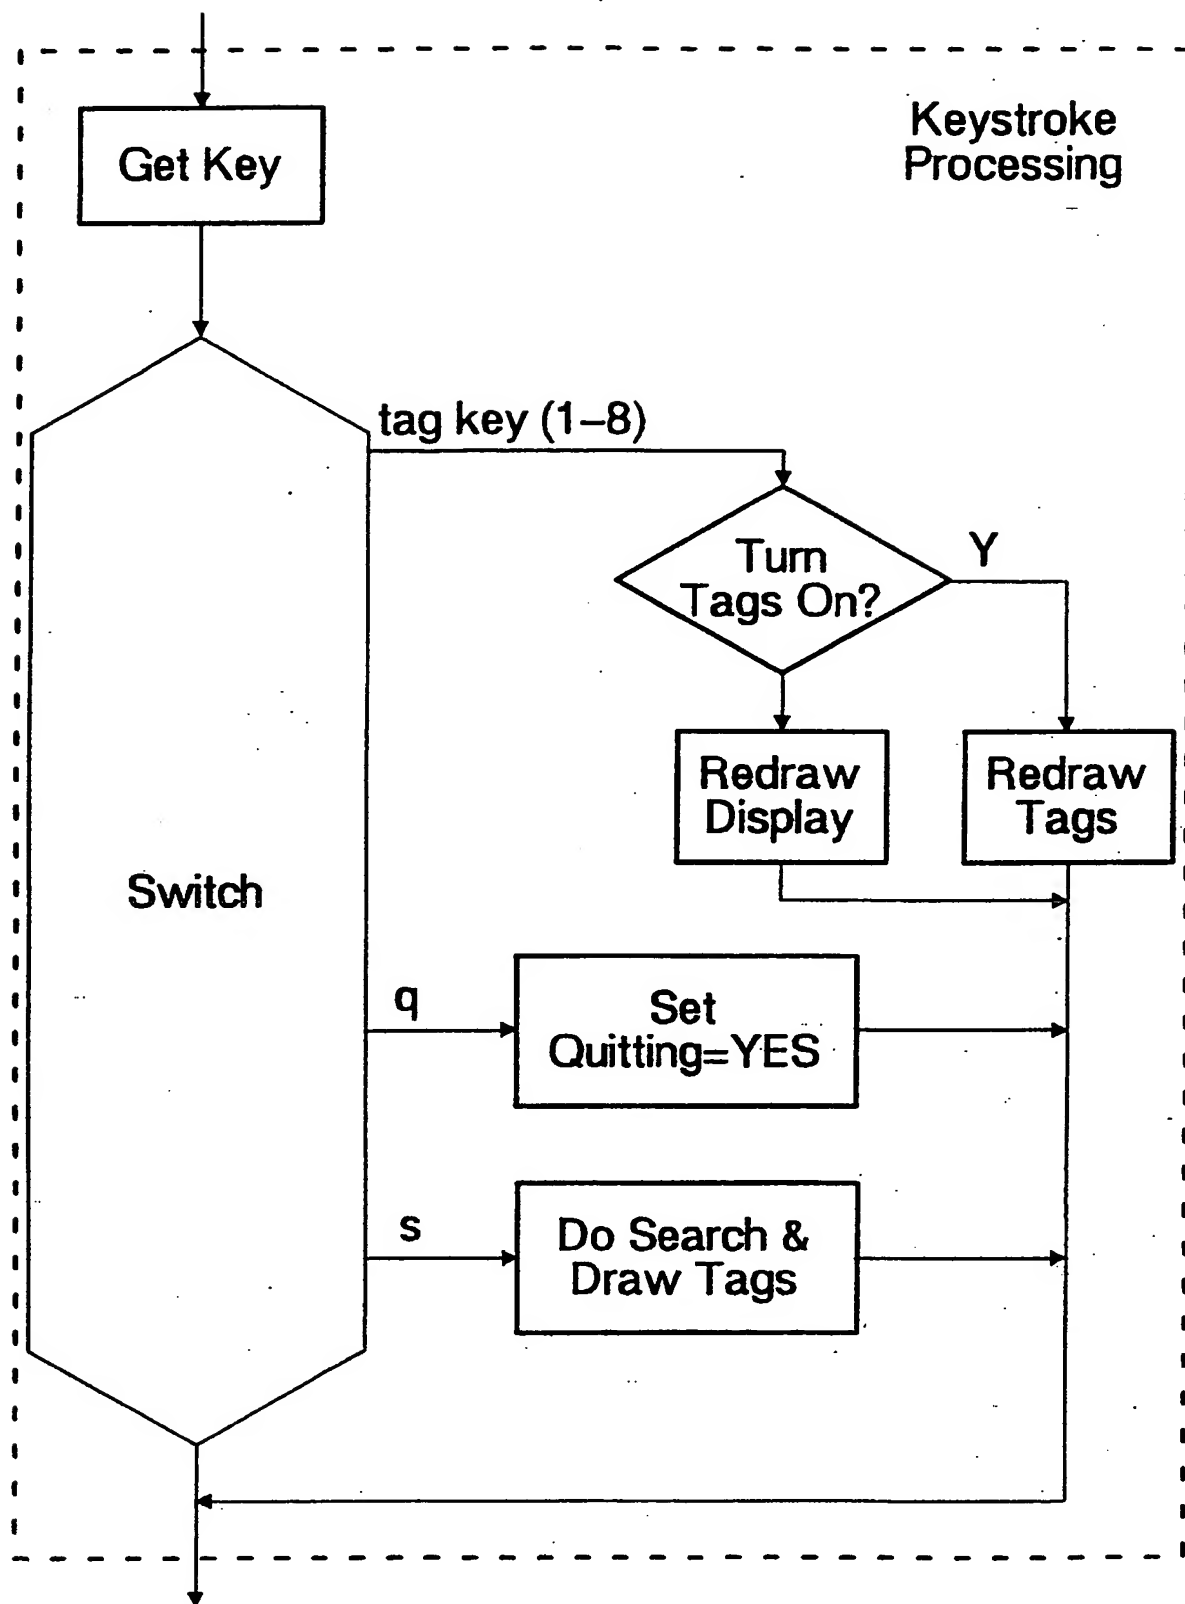 Keystroke
Processing
Get Key
tag key (1–8)
Turn
Tags On?
Y
Redraw
Display
Redraw
Tags
Switch
q
Set
Quitting=YES
s
Do Search &
Draw Tags